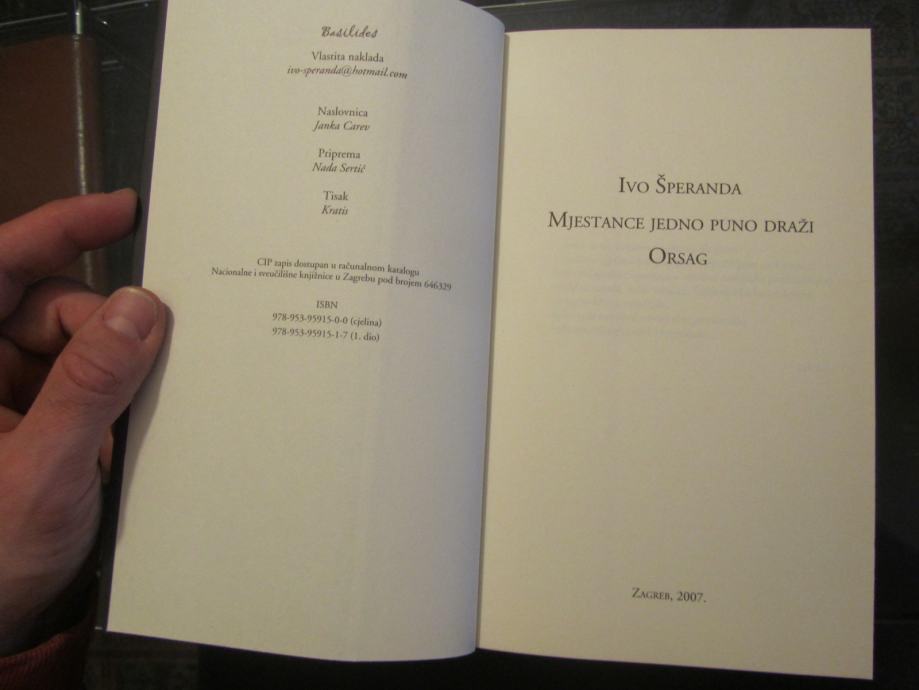 Basilides
Vlastita naklada
ivo-speranda@hotmail.com
Naslovnica
Janka Carev
Priprema
Nada Sertić
Tisak
Kratis
CIP zapis dostupan u računalnom katalogu
Nacionalne i sveučilišne knjižnice u Zagrebu pod brojem 646329
ISBN
978-953-95915-0-0 (cjelina)
978-953-95915-1-7 (1. dio)
Ivo Šperanda
Mjestance jedno puno draži
Orsag
Zagreb, 2007.